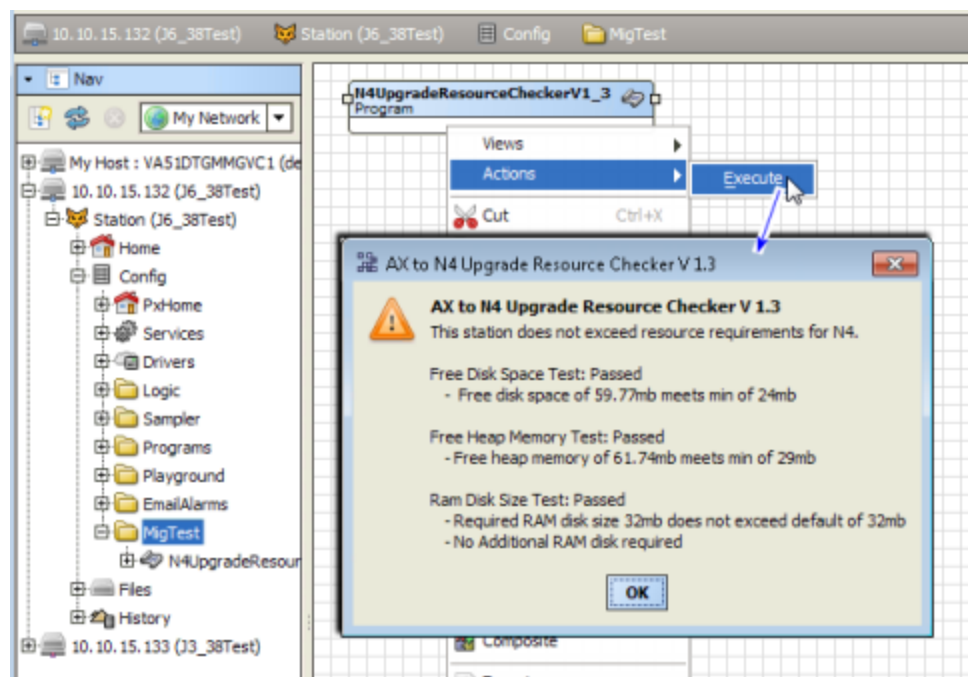 10.10.15.132 (J6_38Test) Station (J6_38Test) Config MigTest
Nav
My Network
My Host : VA51DTGMMGVC1 (de
10.10.15.132 (J6_38Test)
Station (J6_38Test)
Home
Config
PxHome
Services
Drivers
Logic
Sampler
Programs
Playground
EmailAlarms
MigTest
N4UpgradeResour
Files
History
10.10.15.133 (J3_38Test)
N4UpgradeResourceCheckerV1_3
Program
Views
Actions
Execute
Cut Ctrl+X
AX to N4 Upgrade Resource Checker V 1.3
AX to N4 Upgrade Resource Checker V 1.3
This station does not exceed resource requirements for N4.
Free Disk Space Test: Passed
- Free disk space of 59.77mb meets min of 24mb
Free Heap Memory Test: Passed
- Free heap memory of 61.74mb meets min of 29mb
Ram Disk Size Test: Passed
- Required RAM disk size 32mb does not exceed default of 32mb
- No Additional RAM disk required
OK
Composite